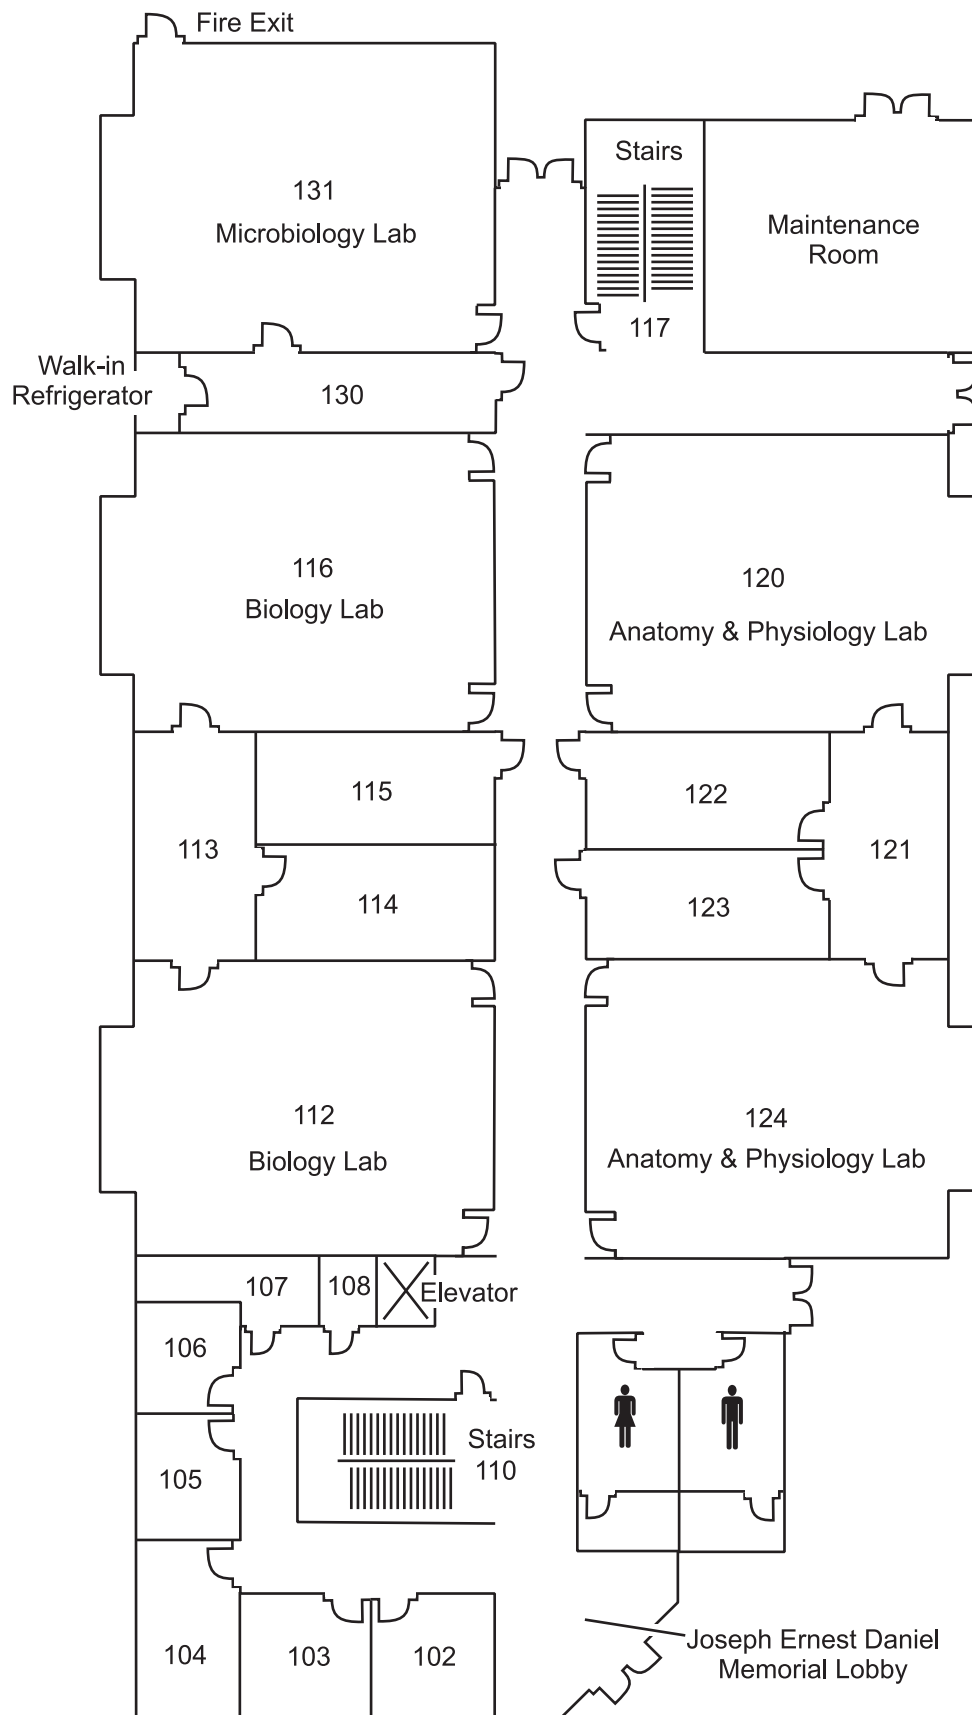 Fire Exit
Stairs
131
Microbiology Lab
Maintenance
Room
117
Walk-in
Refrigerator
130
116
Biology Lab
120
Anatomy & Physiology Lab
115
122
113
121
114
123
112
Biology Lab
124
Anatomy & Physiology Lab
107
108
Elevator
106
Stairs
110
105
104
103
102
Joseph Ernest Daniel
Memorial Lobby